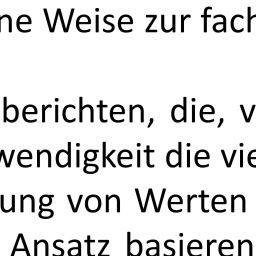 ne Weise zur fach
berichten, die, v
wendigkeit die vie
ung von Werten
Ansatz basieren